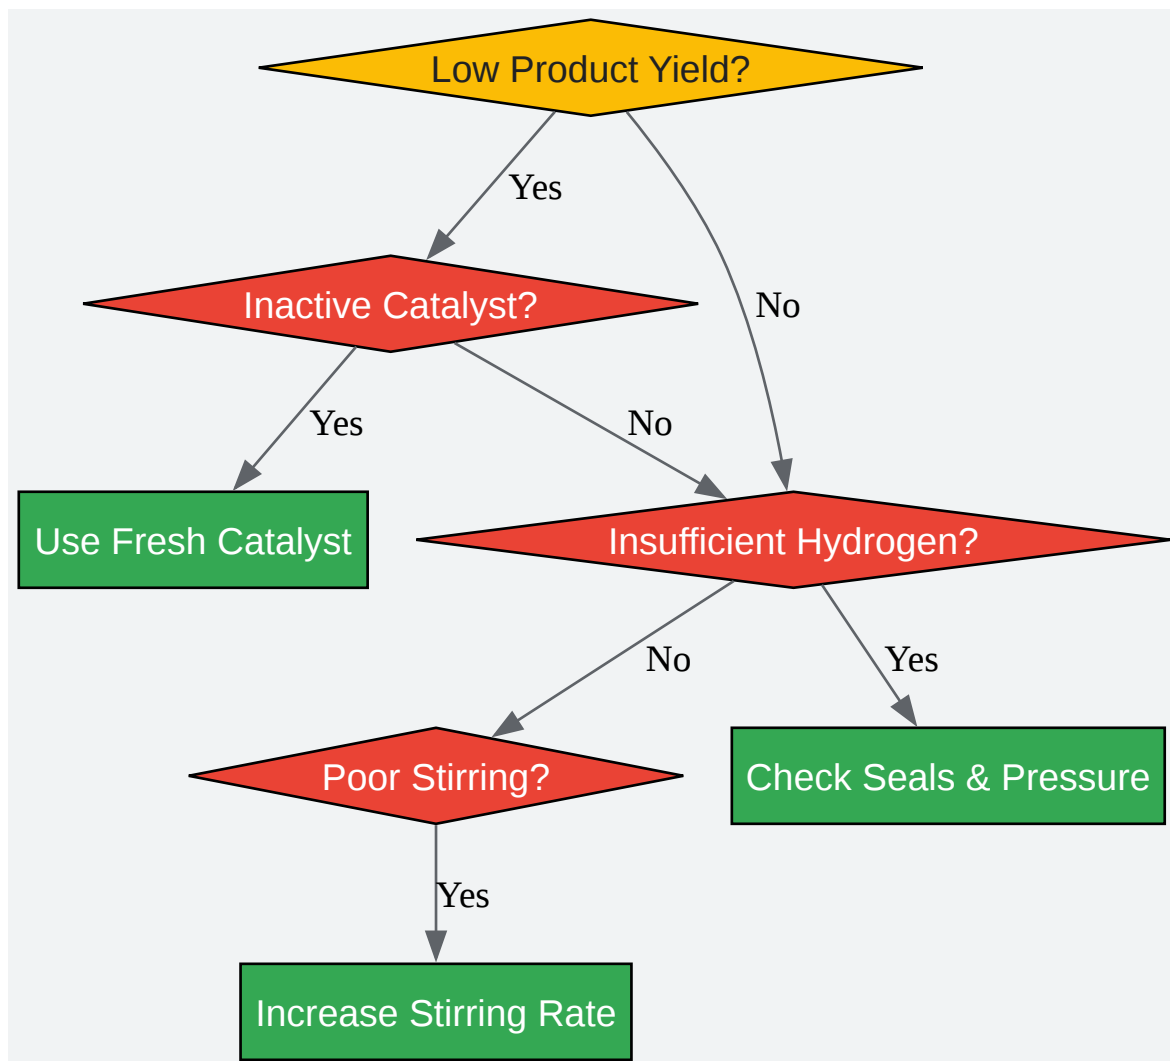 Low Product Yield?
Yes
Inactive Catalyst?
No
Yes
No
Use Fresh Catalyst
Insufficient Hydrogen?
No
Yes
Poor Stirring?
Check Seals & Pressure
Yes
Increase Stirring Rate